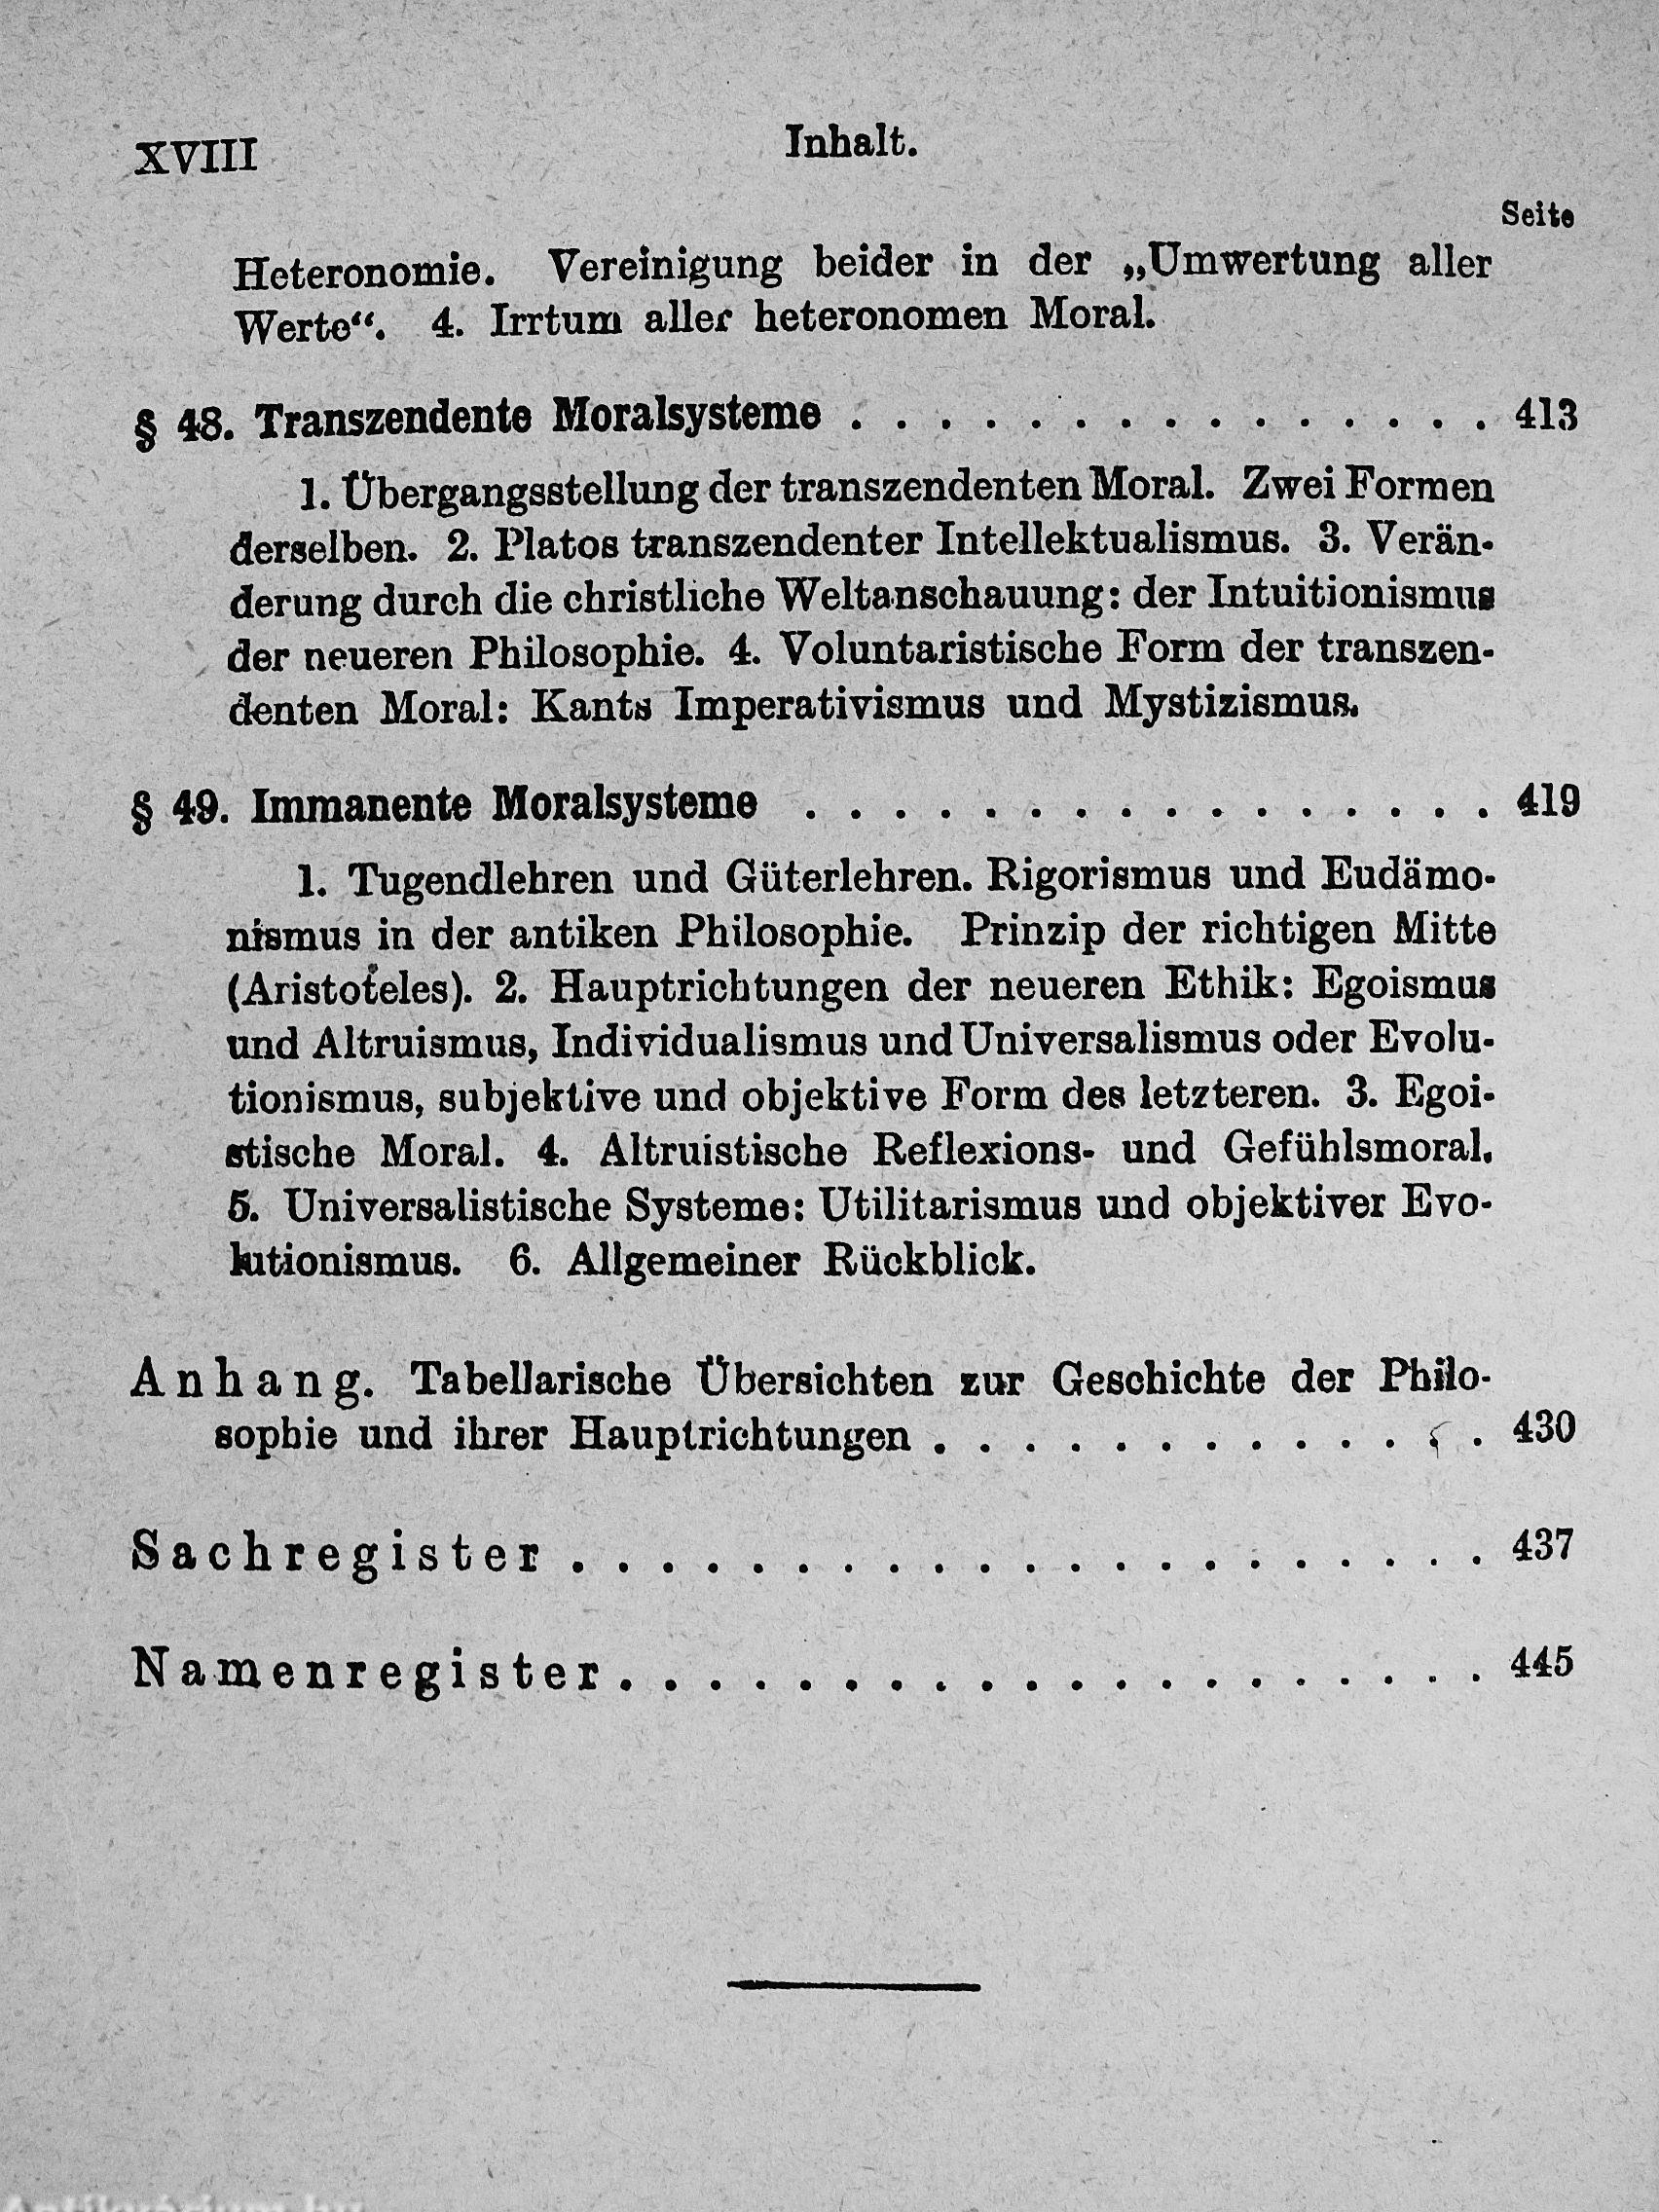 XVIII
Inhalt.
Seite
Heteronomie. Vereinigung beider in der „Umwertung aller
Werte“. 4. Irrtum aller heteronomen Moral.
§ 48. Transzendente Moralsysteme . . . . . . . . . . . . . . . 413
1. Übergangsstellung der transzendenten Moral. Zwei Formen
derselben. 2. Platos transzendenter Intellektualismus. 3. Verän-
derung durch die christliche Weltanschauung: der Intuitionismus
der neueren Philosophie. 4. Voluntaristische Form der transzen-
denten Moral: Kants Imperativismus und Mystizismus.
§ 49. Immanente Moralsysteme . . . . . . . . . . . . . . . . 419
1. Tugendlehren und Güterlehren. Rigorismus und Eudämo-
nismus in der antiken Philosophie. Prinzip der richtigen Mitte
(Aristoteles). 2. Hauptrichtungen der neueren Ethik: Egoismus
und Altruismus, Individualismus und Universalismus oder Evolu-
tionismus, subjektive und objektive Form des letzteren. 3. Egoi-
stische Moral. 4. Altruistische Reflexions- und Gefühlsmoral.
5. Universalistische Systeme: Utilitarismus und objektiver Evo-
lutionismus. 6. Allgemeiner Rückblick.
Anhang. Tabellarische Übersichten zur Geschichte der Philo-
sophie und ihrer Hauptrichtungen . . . . . . . . . . . . . 430
Sachregister . . . . . . . . . . . . . . . . . . . . . 437
Namenregister . . . . . . . . . . . . . . . . . . . . 445